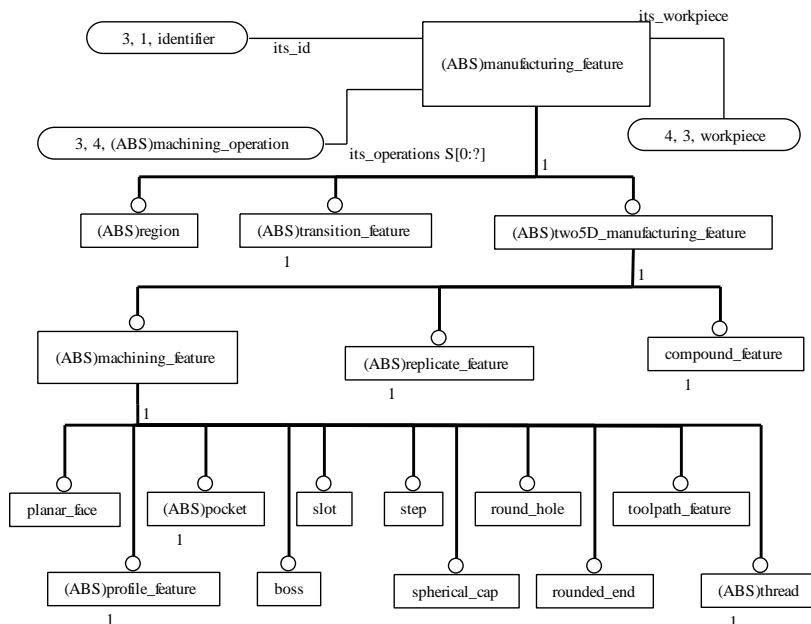 its_workpiece
3, 1, identifier
its_id
(ABS)manufacturing_feature
3, 4, (ABS)machining_operation
4, 3, workpiece
its_operations S[0:?]
1
(ABS)region
(ABS)transition_feature
(ABS)two5D_manufacturing_feature
1
1
(ABS)machining_feature
(ABS)replicate_feature
compound_feature
1
1
1
planar_face
(ABS)pocket
slot
step
round_hole
toolpath_feature
1
(ABS)profile_feature
boss
spherical_cap
rounded_end
(ABS)thread
1
1